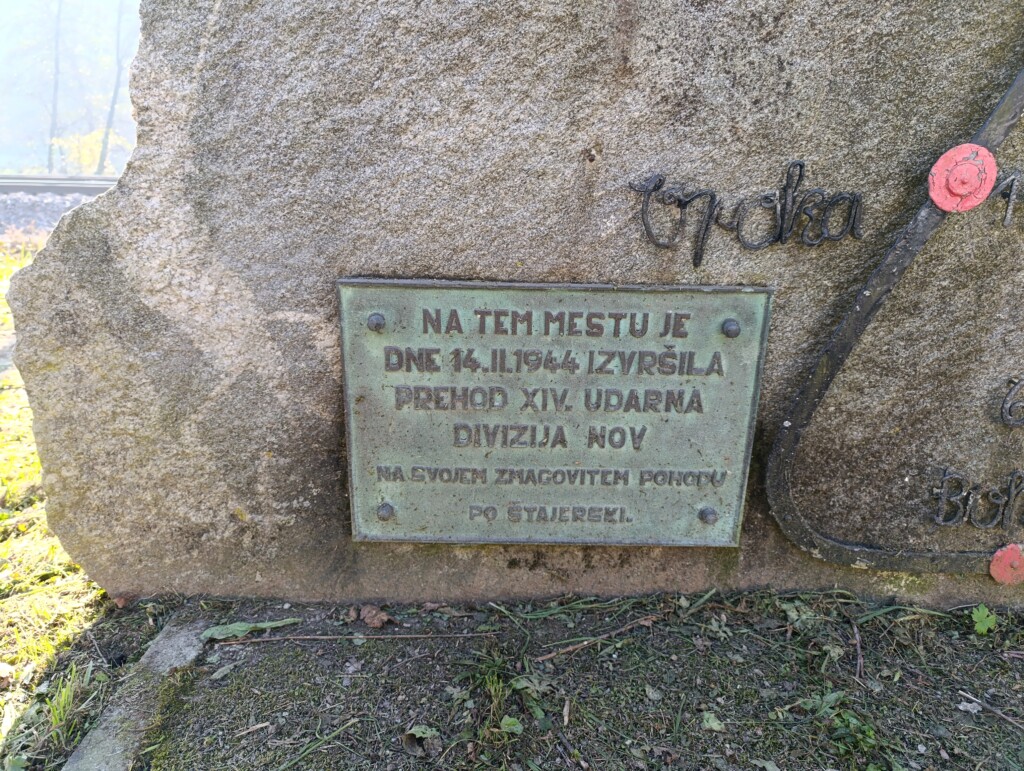 NA TEM MESTU JE
DNE 14.II.1944 IZVRŠILA
PREHOD XIV. UDARNA
DIVIZIJA NOV
NA SVOJEM ZMAGOVITEM POHODU
PO ŠTAJERSKI.